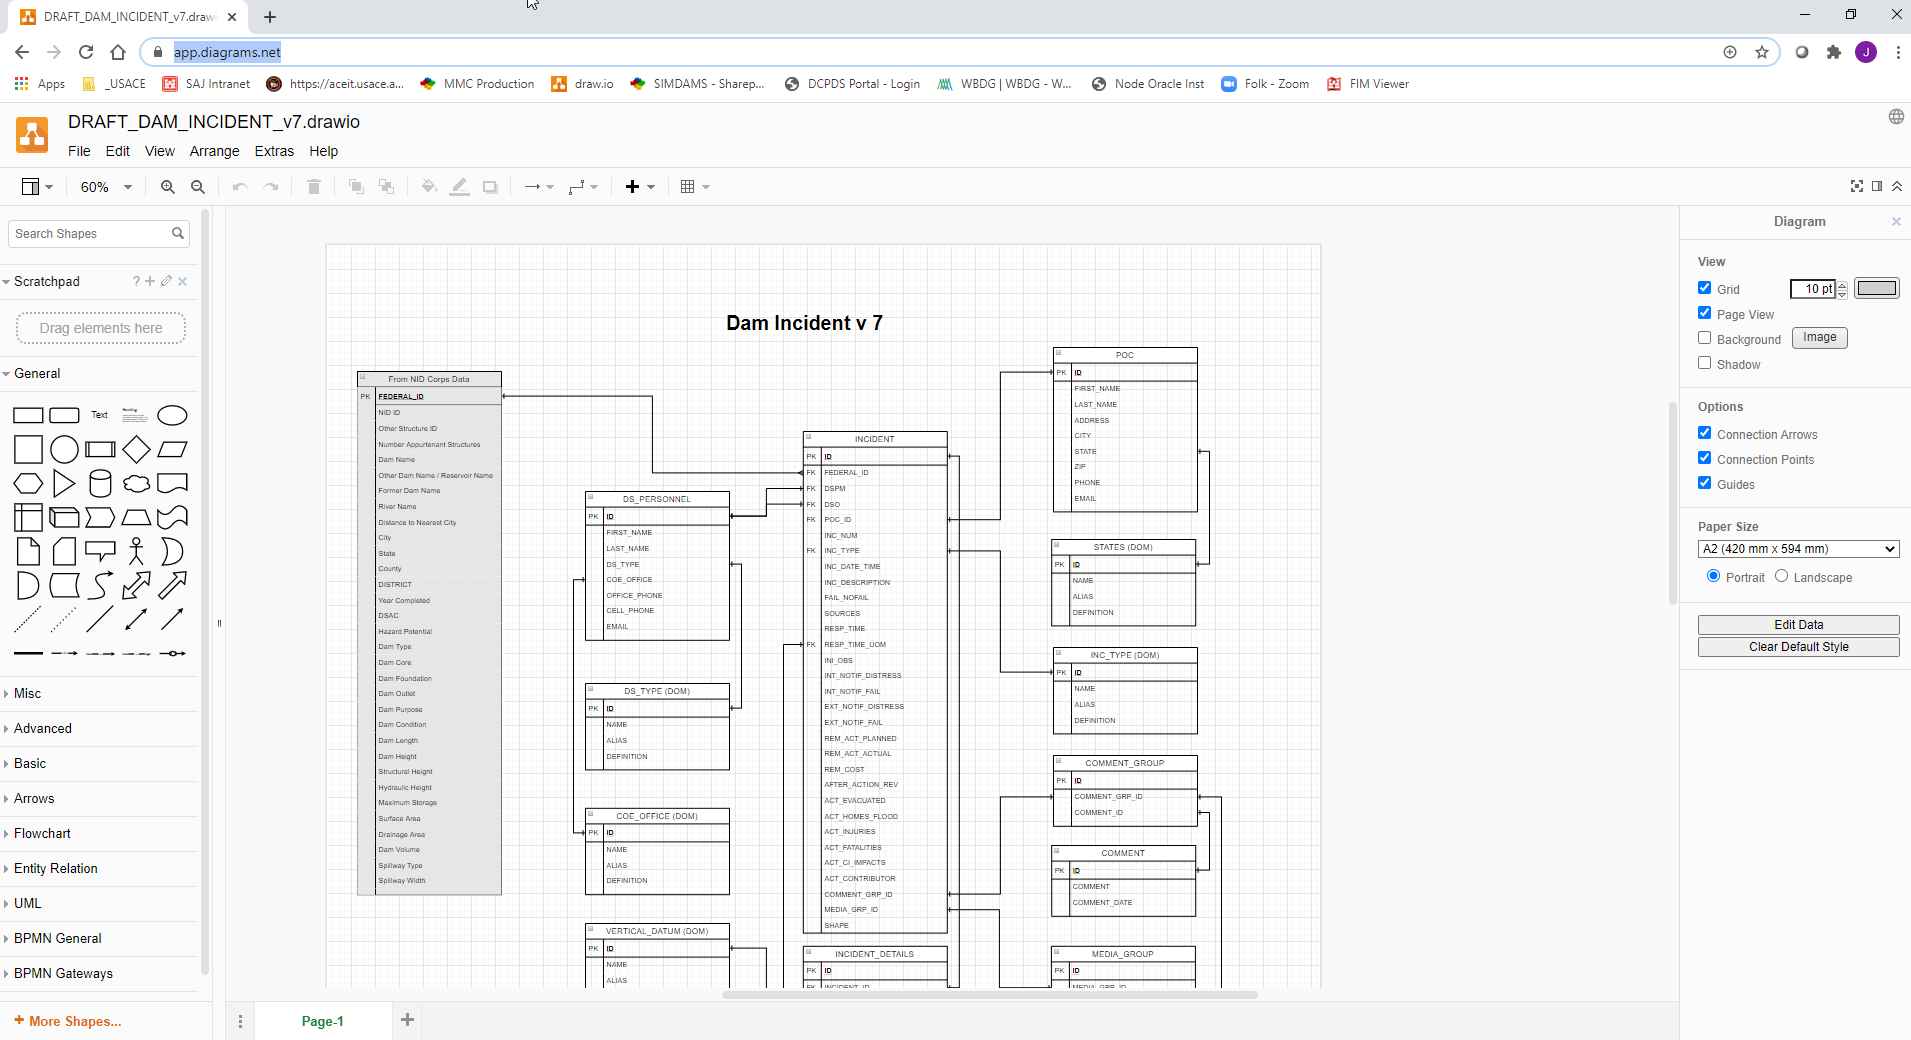 DRAFT_DAM_INCIDENT_v7.draw
app.diagrams.net
Apps
_USACE
SAJ Intranet
https://aceit.usace.a...
MMC Production
draw.io
SIMDAMS - Sharep...
DCPDS Portal - Login
WBDG | WBDG - W...
Node Oracle Inst
Folk - Zoom
FIM Viewer
J
DRAFT_DAM_INCIDENT_v7.drawio
File Edit View Arrange Extras Help
60%
Search Shapes
Scratchpad
?
Drag elements here
General
Text
Heading
Misc
Advanced
Basic
Arrows
Flowchart
Entity Relation
UML
BPMN General
BPMN Gateways
+ More Shapes...
Dam Incident v 7
From NID Corps Data
PK FEDERAL_ID
NID ID
Other Structure ID
Number Appurtenant Structures
Dam Name
Other Dam Name / Reservoir Name
Former Dam Name
River Name
Distance to Nearest City
City
State
County
DISTRICT
Year Completed
DSAC
Hazard Potential
Dam Type
Dam Core
Dam Foundation
Dam Outlet
Dam Purpose
Dam Condition
Dam Length
Dam Height
Structural Height
Hydraulic Height
Maximum Storage
Surface Area
Drainage Area
Dam Volume
Spillway Type
Spillway Width
DS_PERSONNEL
PK ID
FIRST_NAME
LAST_NAME
DS_TYPE
COE_OFFICE
OFFICE_PHONE
CELL_PHONE
EMAIL
DS_TYPE (DOM)
PK ID
NAME
ALIAS
DEFINITION
COE_OFFICE (DOM)
PK ID
NAME
ALIAS
DEFINITION
VERTICAL_DATUM (DOM)
PK ID
NAME
ALIAS
INCIDENT
PK ID
FK FEDERAL_ID
FK DSPM
FK DSO
FK POC_ID
INC_NUM
FK INC_TYPE
INC_DATE_TIME
INC_DESCRIPTION
FAIL_NOFAIL
SOURCES
RESP_TIME
FK RESP_TIME_UOM
INI_OBS
INT_NOTIF_DISTRESS
INT_NOTIF_FAIL
EXT_NOTIF_DISTRESS
EXT_NOTIF_FAIL
REM_ACT_PLANNED
REM_ACT_ACTUAL
REM_COST
AFTER_ACTION_REV
ACT_EVACUATED
ACT_HOMES_FLOOD
ACT_INJURIES
ACT_FATALITIES
ACT_CI_IMPACTS
ACT_CONTRIBUTOR
COMMENT_GRP_ID
MEDIA_GRP_ID
SHAPE
INCIDENT_DETAILS
PK ID
FK INCIDENT_ID
POC
PK ID
FIRST_NAME
LAST_NAME
ADDRESS
CITY
STATE
ZIP
PHONE
EMAIL
STATES (DOM)
PK ID
NAME
ALIAS
DEFINITION
INC_TYPE (DOM)
PK ID
NAME
ALIAS
DEFINITION
COMMENT_GROUP
PK ID
COMMENT_GRP_ID
COMMENT_ID
COMMENT
PK ID
COMMENT
COMMENT_DATE
MEDIA_GROUP
PK ID
MEDIA_GRP_ID
Page-1
Diagram
View
Grid 10 pt
Page View
Background Image
Shadow
Options
Connection Arrows
Connection Points
Guides
Paper Size
A2 (420 mm x 594 mm)
Portrait Landscape
Edit Data
Clear Default Style